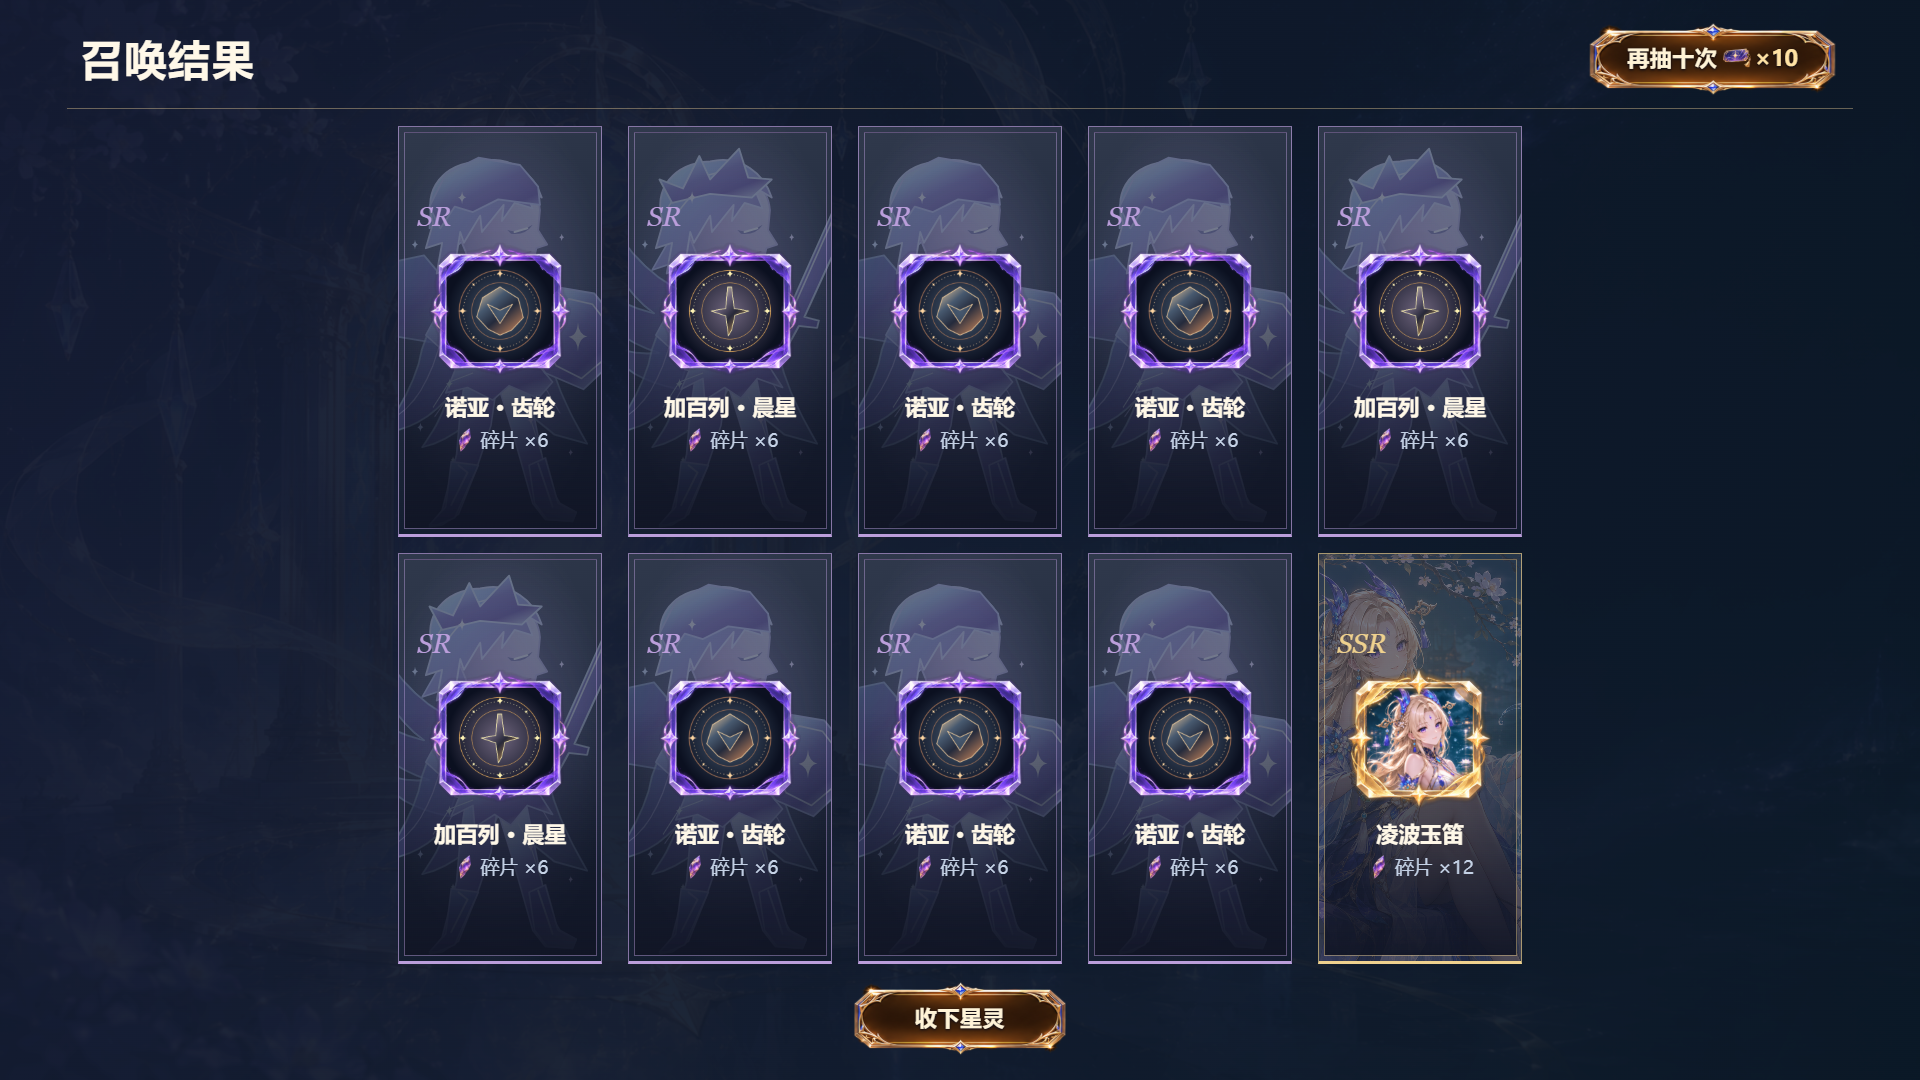 召唤结果
再抽十次 ×10
SR
诺亚·齿轮
碎片 ×6
SR
加百列·晨星
碎片 ×6
SR
诺亚·齿轮
碎片 ×6
SR
诺亚·齿轮
碎片 ×6
SR
加百列·晨星
碎片 ×6
SR
加百列·晨星
碎片 ×6
SR
诺亚·齿轮
碎片 ×6
SR
诺亚·齿轮
碎片 ×6
SR
诺亚·齿轮
碎片 ×6
SSR
凌波玉笛
碎片 ×12
收下星灵